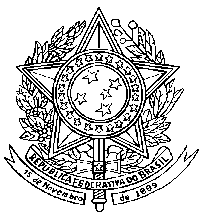 REPUBLICA FEDERATIVA DO BRASIL
15 de Novembro de 1889